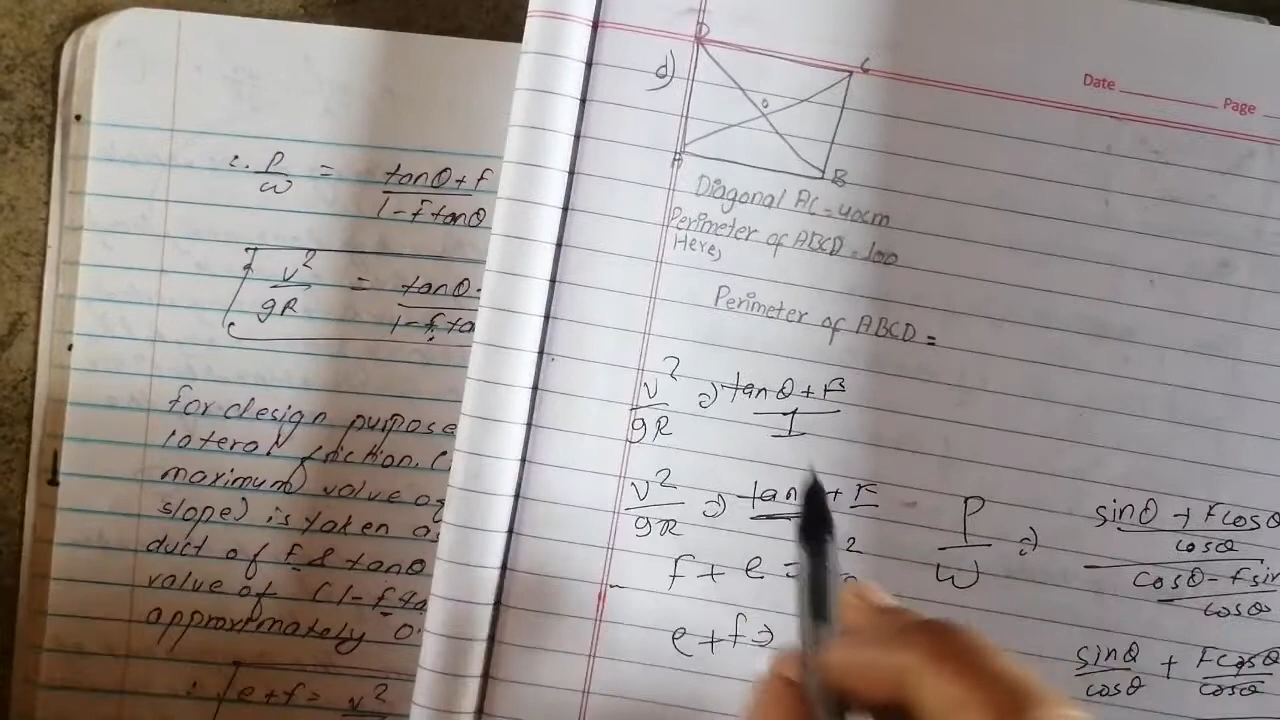 ∴ P/ω = tanθ+f / 1-f tanθ
v²/gR = tanθ / 1-f ta
for design purpose
lateral
maximum value of
slope) is taken a
duct of F & tanθ
value of (1-f
approximately 0.
∴ e+f = v²
Date Page
d)
D C
O
B
Diagonal AC = 40cm
Perimeter of ABCD = 100
Here,
Perimeter of ABCD =
v²/gR ⇒ tanθ+F / 1
v²/gR ⇒ tan + F
f + e = 2
e+f ⇒
P/ω ⇒ sinθ + Fcosθ / cosθ / cosθ - Fsin / cosθ
sinθ/cosθ + Fcosθ/cosθ